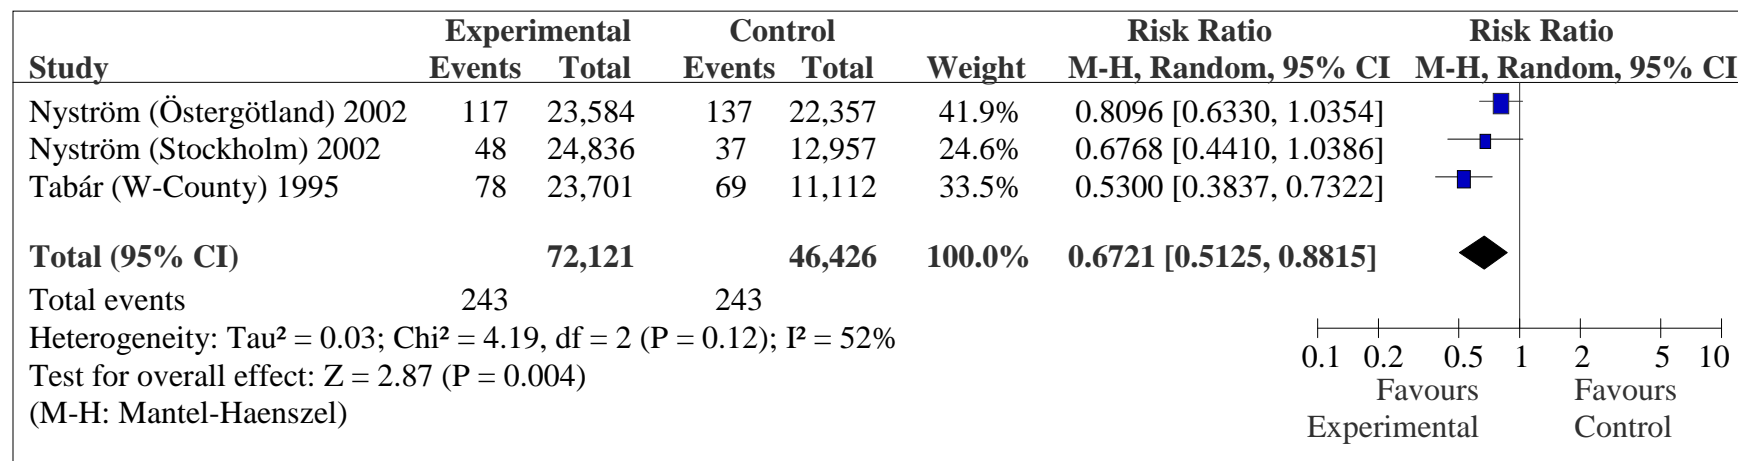 Experimental Control Risk Ratio Risk Ratio
Study Events Total Events Total Weight M-H, Random, 95% CI M-H, Random, 95% CI
Nyström (Östergötland) 2002 117 23,584 137 22,357 41.9% 0.8096 [0.6330, 1.0354]
Nyström (Stockholm) 2002 48 24,836 37 12,957 24.6% 0.6768 [0.4410, 1.0386]
Tabár (W-County) 1995 78 23,701 69 11,112 33.5% 0.5300 [0.3837, 0.7322]
Total (95% CI) 72,121 46,426 100.0% 0.6721 [0.5125, 0.8815]
Total events 243 243
Heterogeneity: Tau² = 0.03; Chi² = 4.19, df = 2 (P = 0.12); I² = 52%
Test for overall effect: Z = 2.87 (P = 0.004)
(M-H: Mantel-Haenszel)
0.1 0.2 0.5 1 2 5 10
Favours Favours
Experimental Control